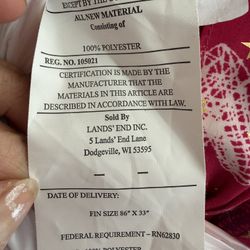 EXCEPT BY THE
ALL NEW MATERIAL
Consisting of
100% POLYESTER
REG. NO. 105021
CERTIFICATION IS MADE BY THE
MANUFACTURER THAT THE
MATERIALS IN THIS ARTICLE ARE
DESCRIBED IN ACCORDANCE WITH LAW.
Sold By
LANDS' END INC.
5 Lands' End Lane
Dodgeville, WI 53595
— —
DATE OF DELIVERY:
FIN SIZE 86" X 33"
FEDERAL REQUIREMENT – RN62830
100% POLYESTER